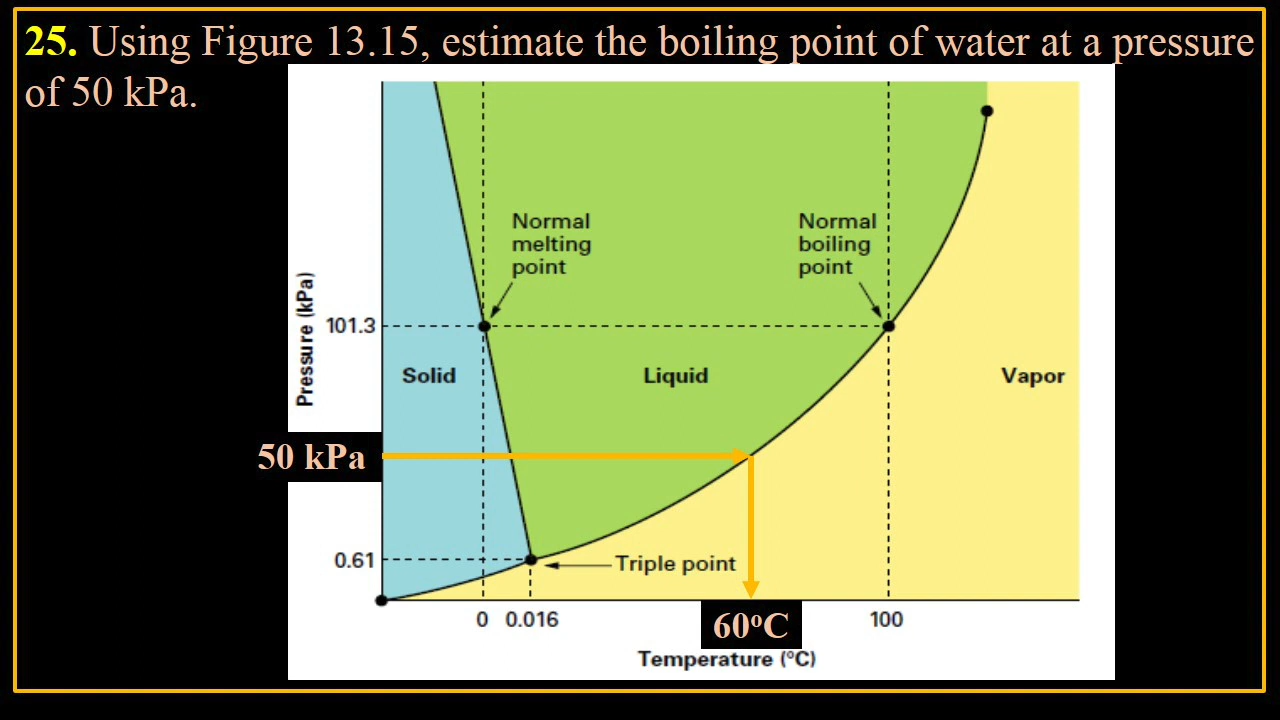 25. Using Figure 13.15, estimate the boiling point of water at a pressure
of 50 kPa.
Normal
melting
point
Normal
boiling
point
Pressure (kPa)
101.3
Solid
Liquid
Vapor
50 kPa
0.61
Triple point
0
0.016
60°C
100
Temperature (°C)